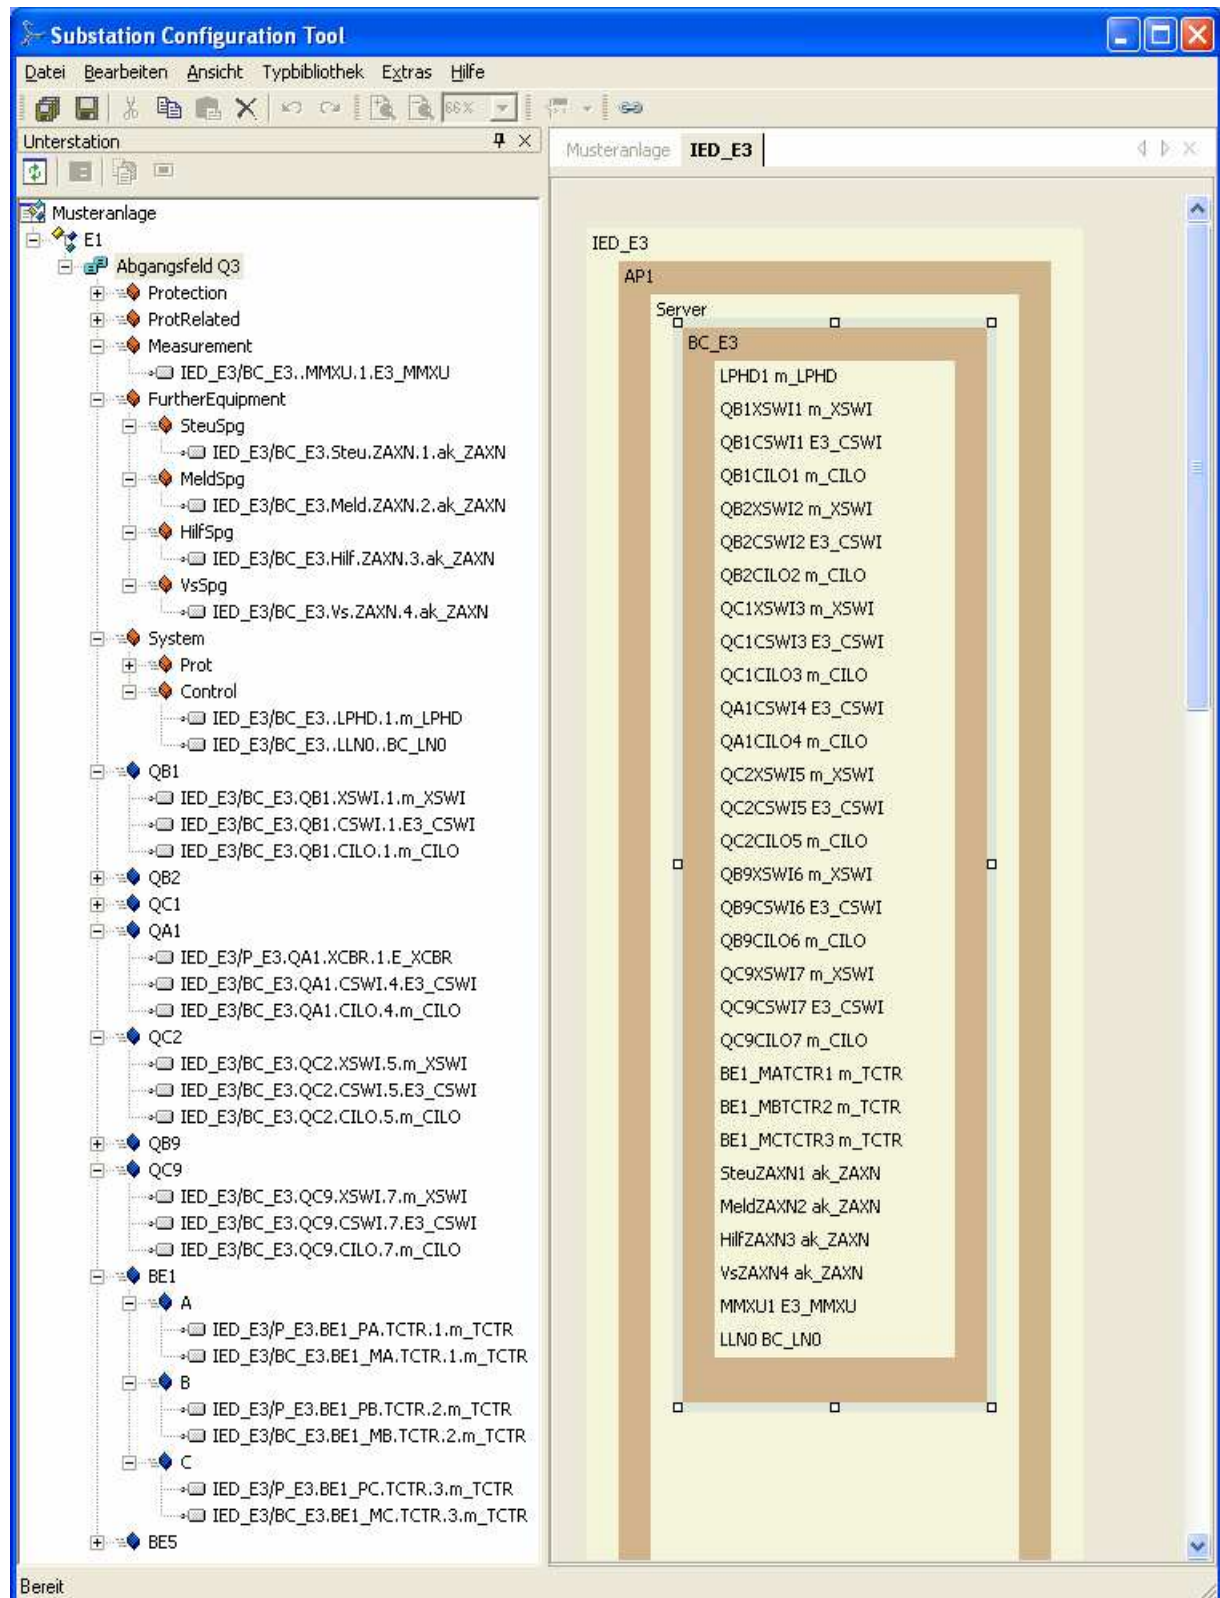 Substation Configuration Tool
Datei Bearbeiten Ansicht Typbibliothek Extras Hilfe
66%
Unterstation
Musteranlage
E1
Abgangsfeld Q3
Protection
ProtRelated
Measurement
IED_E3/BC_E3..MMXU.1.E3_MMXU
FurtherEquipment
SteuSpg
IED_E3/BC_E3.Steu.ZAXN.1.ak_ZAXN
MeldSpg
IED_E3/BC_E3.Meld.ZAXN.2.ak_ZAXN
HilfSpg
IED_E3/BC_E3.Hilf.ZAXN.3.ak_ZAXN
VsSpg
IED_E3/BC_E3.Vs.ZAXN.4.ak_ZAXN
System
Prot
Control
IED_E3/BC_E3..LPHD.1.m_LPHD
IED_E3/BC_E3..LLN0..BC_LN0
QB1
IED_E3/BC_E3.QB1.XSWI.1.m_XSWI
IED_E3/BC_E3.QB1.CSWI.1.E3_CSWI
IED_E3/BC_E3.QB1.CILO.1.m_CILO
QB2
QC1
QA1
IED_E3/P_E3.QA1.XCBR.1.E_XCBR
IED_E3/BC_E3.QA1.CSWI.4.E3_CSWI
IED_E3/BC_E3.QA1.CILO.4.m_CILO
QC2
IED_E3/BC_E3.QC2.XSWI.5.m_XSWI
IED_E3/BC_E3.QC2.CSWI.5.E3_CSWI
IED_E3/BC_E3.QC2.CILO.5.m_CILO
QB9
QC9
IED_E3/BC_E3.QC9.XSWI.7.m_XSWI
IED_E3/BC_E3.QC9.CSWI.7.E3_CSWI
IED_E3/BC_E3.QC9.CILO.7.m_CILO
BE1
A
IED_E3/P_E3.BE1_PA.TCTR.1.m_TCTR
IED_E3/BC_E3.BE1_MA.TCTR.1.m_TCTR
B
IED_E3/P_E3.BE1_PB.TCTR.2.m_TCTR
IED_E3/BC_E3.BE1_MB.TCTR.2.m_TCTR
C
IED_E3/P_E3.BE1_PC.TCTR.3.m_TCTR
IED_E3/BC_E3.BE1_MC.TCTR.3.m_TCTR
BE5
Musteranlage IED_E3
IED_E3
AP1
Server
BC_E3
LPHD1 m_LPHD
QB1XSWI1 m_XSWI
QB1CSWI1 E3_CSWI
QB1CILO1 m_CILO
QB2XSWI2 m_XSWI
QB2CSWI2 E3_CSWI
QB2CILO2 m_CILO
QC1XSWI3 m_XSWI
QC1CSWI3 E3_CSWI
QC1CILO3 m_CILO
QA1CSWI4 E3_CSWI
QA1CILO4 m_CILO
QC2XSWI5 m_XSWI
QC2CSWI5 E3_CSWI
QC2CILO5 m_CILO
QB9XSWI6 m_XSWI
QB9CSWI6 E3_CSWI
QB9CILO6 m_CILO
QC9XSWI7 m_XSWI
QC9CSWI7 E3_CSWI
QC9CILO7 m_CILO
BE1_MATCTR1 m_TCTR
BE1_MBTCTR2 m_TCTR
BE1_MCTCTR3 m_TCTR
SteuZAXN1 ak_ZAXN
MeldZAXN2 ak_ZAXN
HilfZAXN3 ak_ZAXN
VsZAXN4 ak_ZAXN
MMXU1 E3_MMXU
LLN0 BC_LN0
Bereit